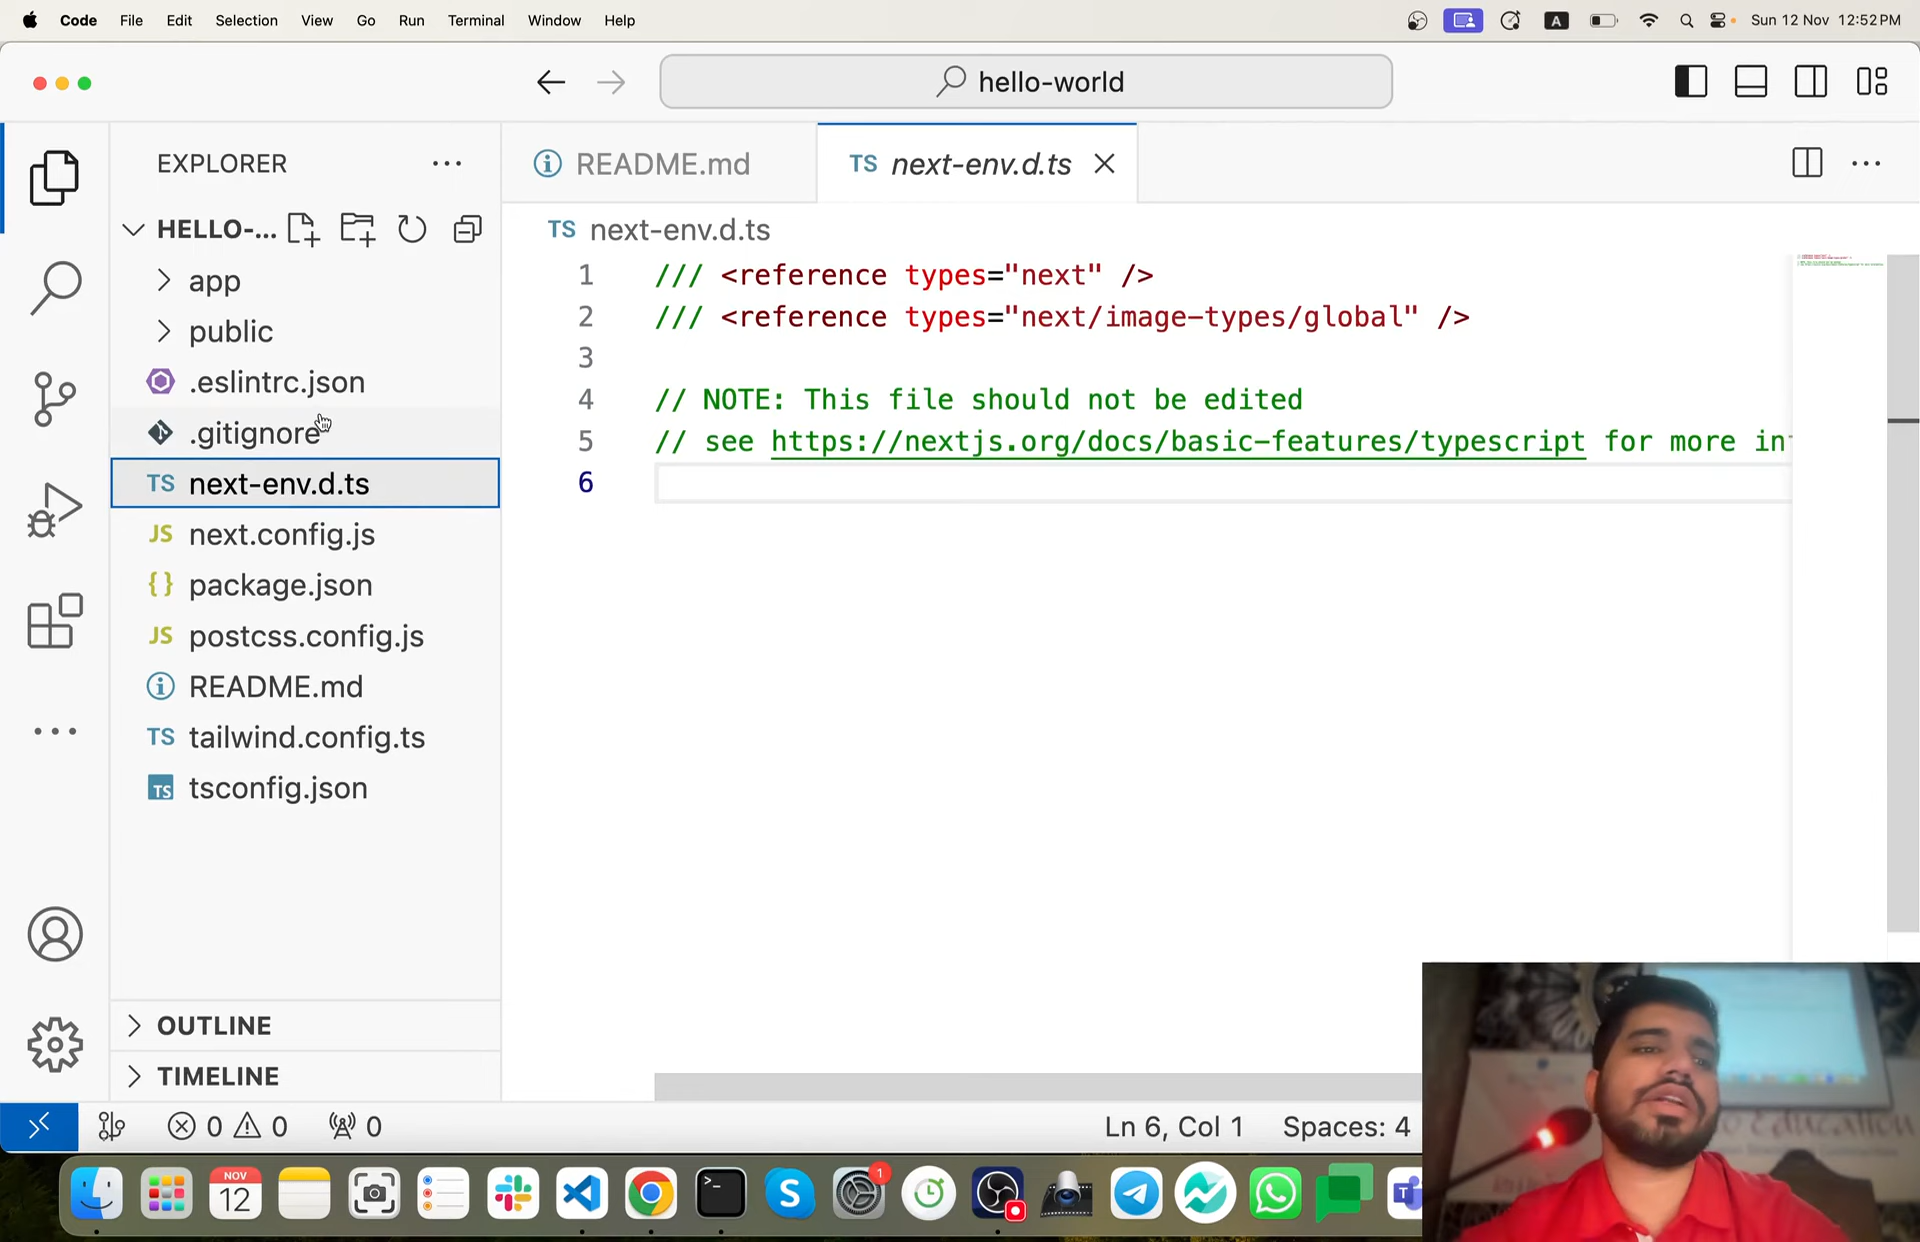 Code File Edit Selection View Go Run Terminal Window Help
A Sun 12 Nov 12:52 PM
hello-world
EXPLORER
HELLO-...
app
public
.eslintrc.json
.gitignore
TS next-env.d.ts
JS next.config.js
{} package.json
JS postcss.config.js
README.md
TS tailwind.config.ts
TS tsconfig.json
OUTLINE
TIMELINE
README.md
TS next-env.d.ts
TS next-env.d.ts
1 /// <reference types="next" />
2 /// <reference types="next/image-types/global" />
3
4 // NOTE: This file should not be edited
5 // see https://nextjs.org/docs/basic-features/typescript for more in
6
0 0 0
Ln 6, Col 1 Spaces: 4
NOV
12
S
1
T
Education